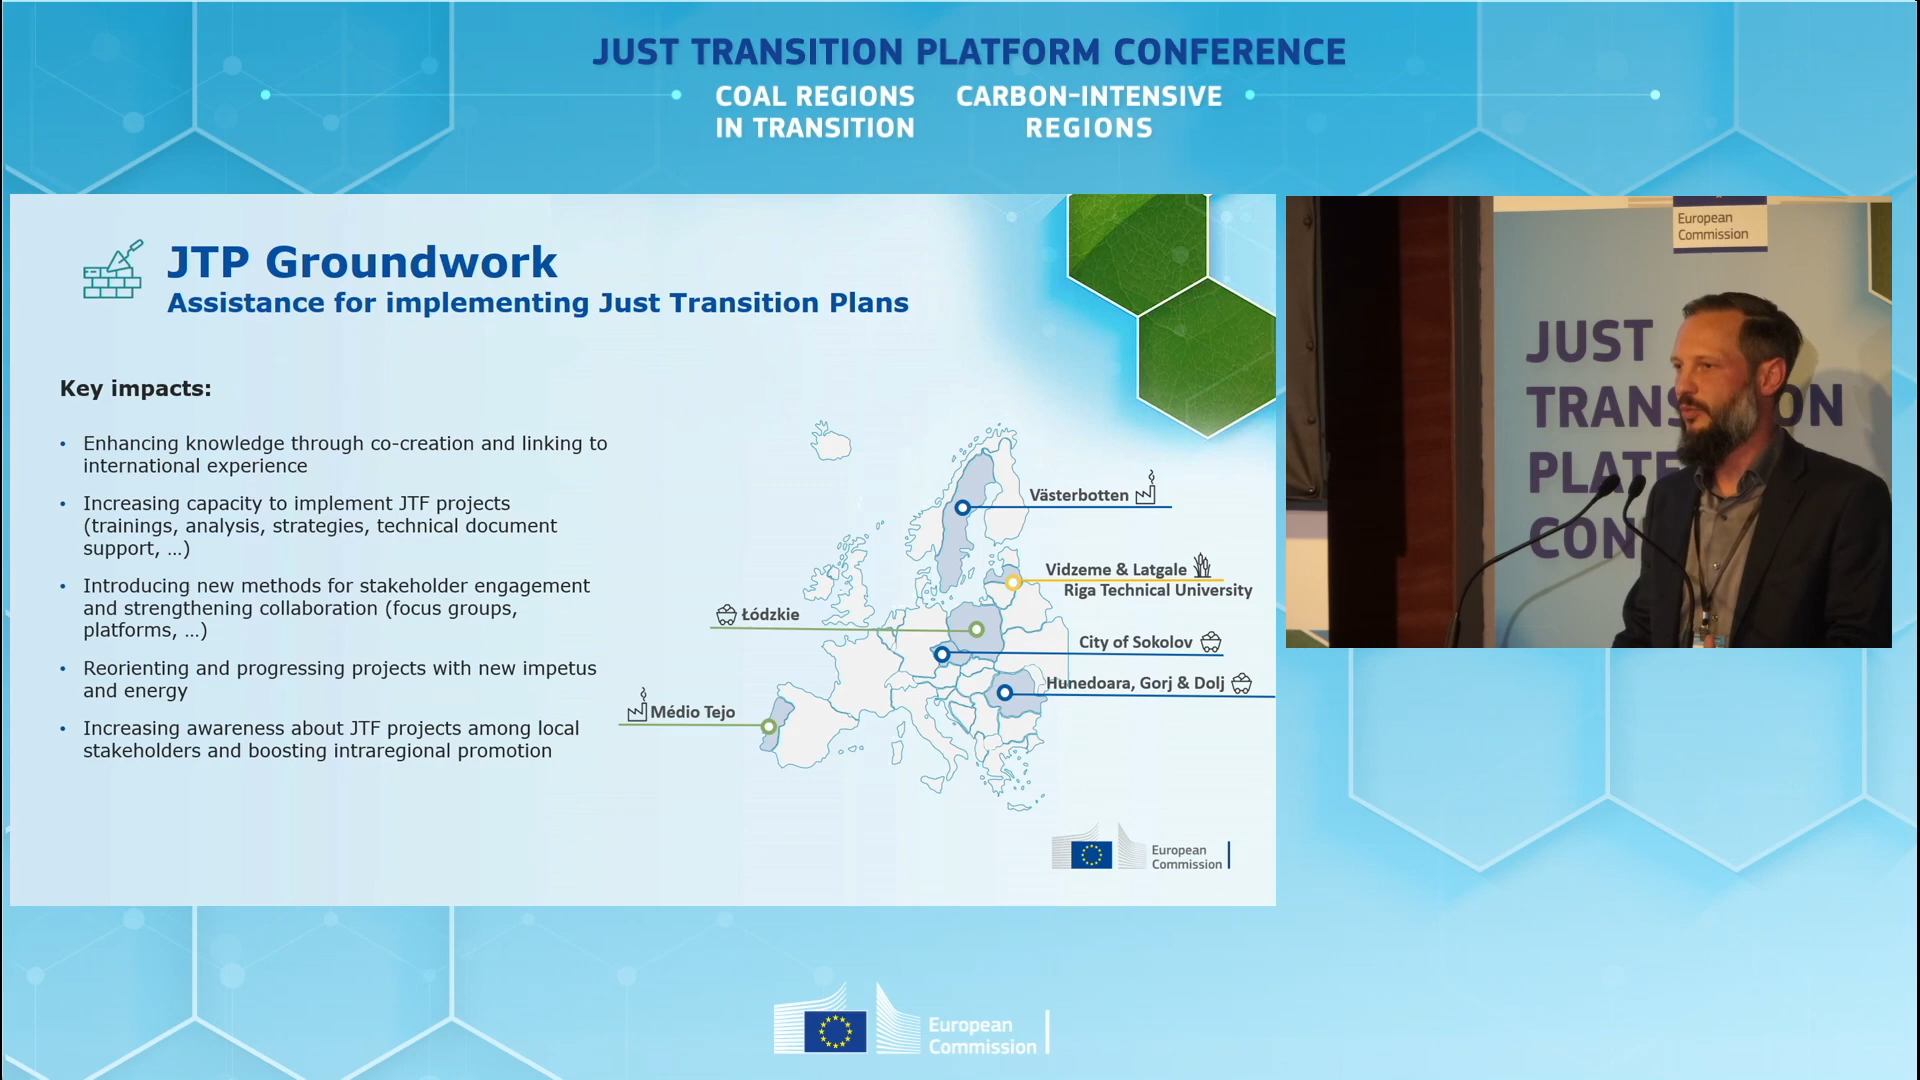 JUST TRANSITION PLATFORM CONFERENCE
COAL REGIONS
IN TRANSITION
CARBON-INTENSIVE
REGIONS
JTP Groundwork
Assistance for implementing Just Transition Plans
Key impacts:
• Enhancing knowledge through co-creation and linking to
international experience
• Increasing capacity to implement JTF projects
(trainings, analysis, strategies, technical document
support, ...)
• Introducing new methods for stakeholder engagement
and strengthening collaboration (focus groups,
platforms, ...)
• Reorienting and progressing projects with new impetus
and energy
• Increasing awareness about JTF projects among local
stakeholders and boosting intraregional promotion
Västerbotten
Vidzeme & Latgale
Riga Technical University
Łódzkie
City of Sokolov
Hunedoara, Gorj & Dolj
Médio Tejo
European
Commission
European
Commission
JUST
TRANS ON
PLAT
CON
European
Commission